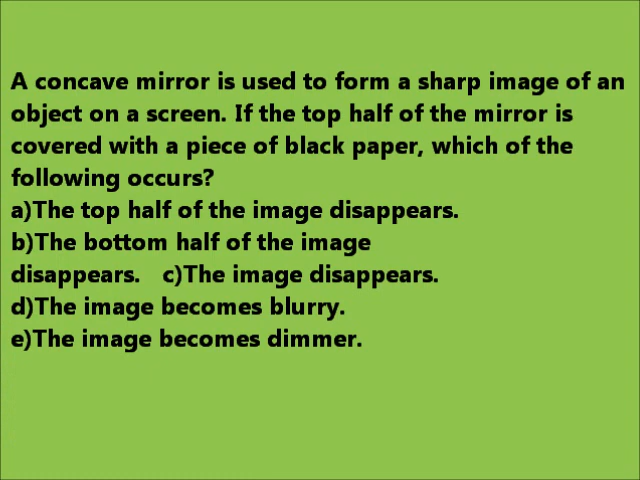 A concave mirror is used to form a sharp image of an
object on a screen. If the top half of the mirror is
covered with a piece of black paper, which of the
following occurs?
a)The top half of the image disappears.
b)The bottom half of the image
disappears.   c)The image disappears.
d)The image becomes blurry.
e)The image becomes dimmer.